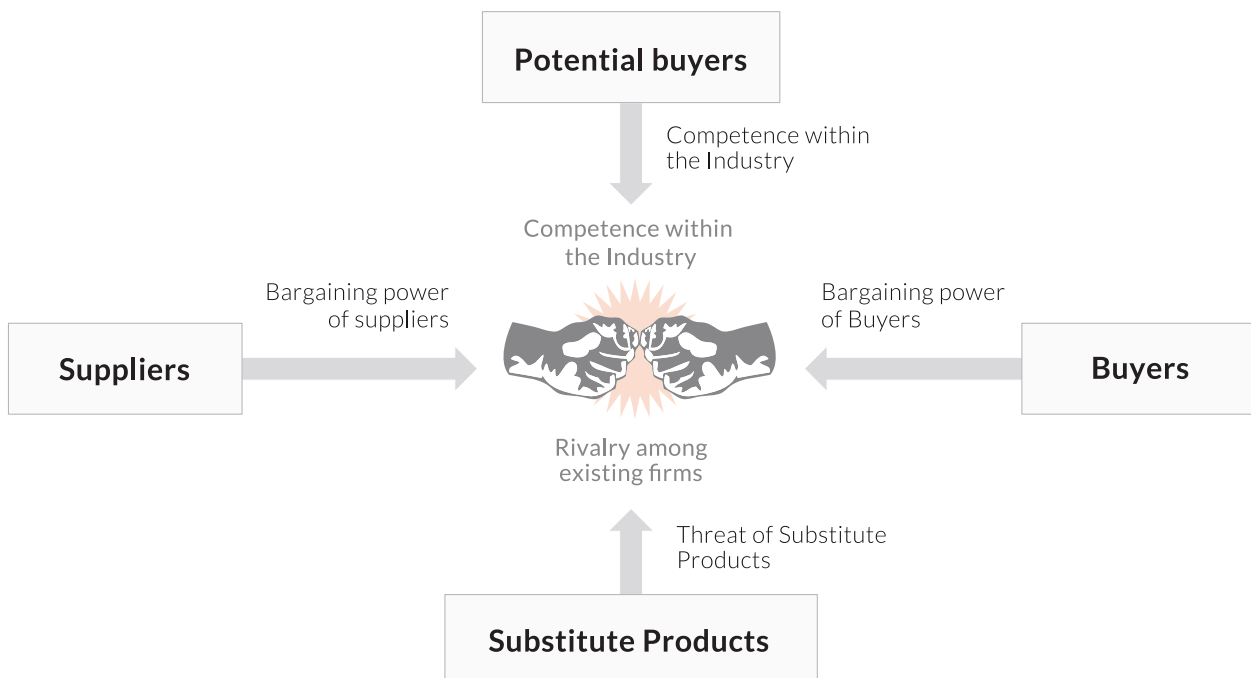 Potential buyers
Competence within
the Industry
Competence within
the Industry
Bargaining power
of suppliers
Bargaining power
of Buyers
Suppliers
Buyers
Rivalry among
existing firms
Threat of Substitute
Products
Substitute Products